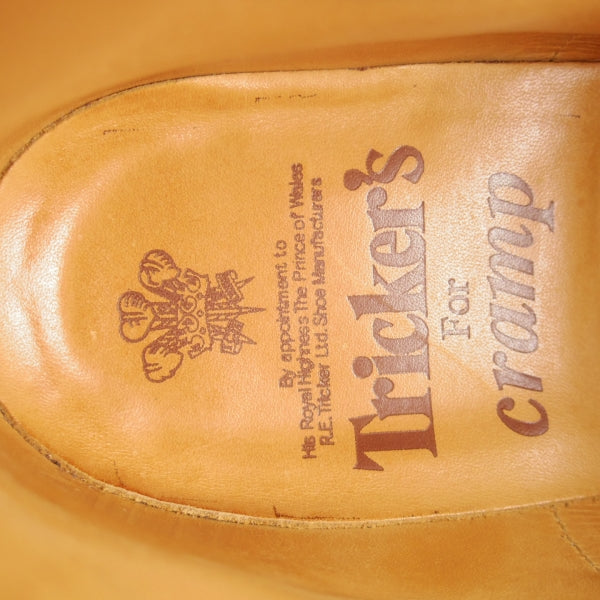 By appointment to
His Royal Highness The Prince of Wales
R.E. Tricker Ltd. Shoe Manufacturers
Tricker's
For
cramp